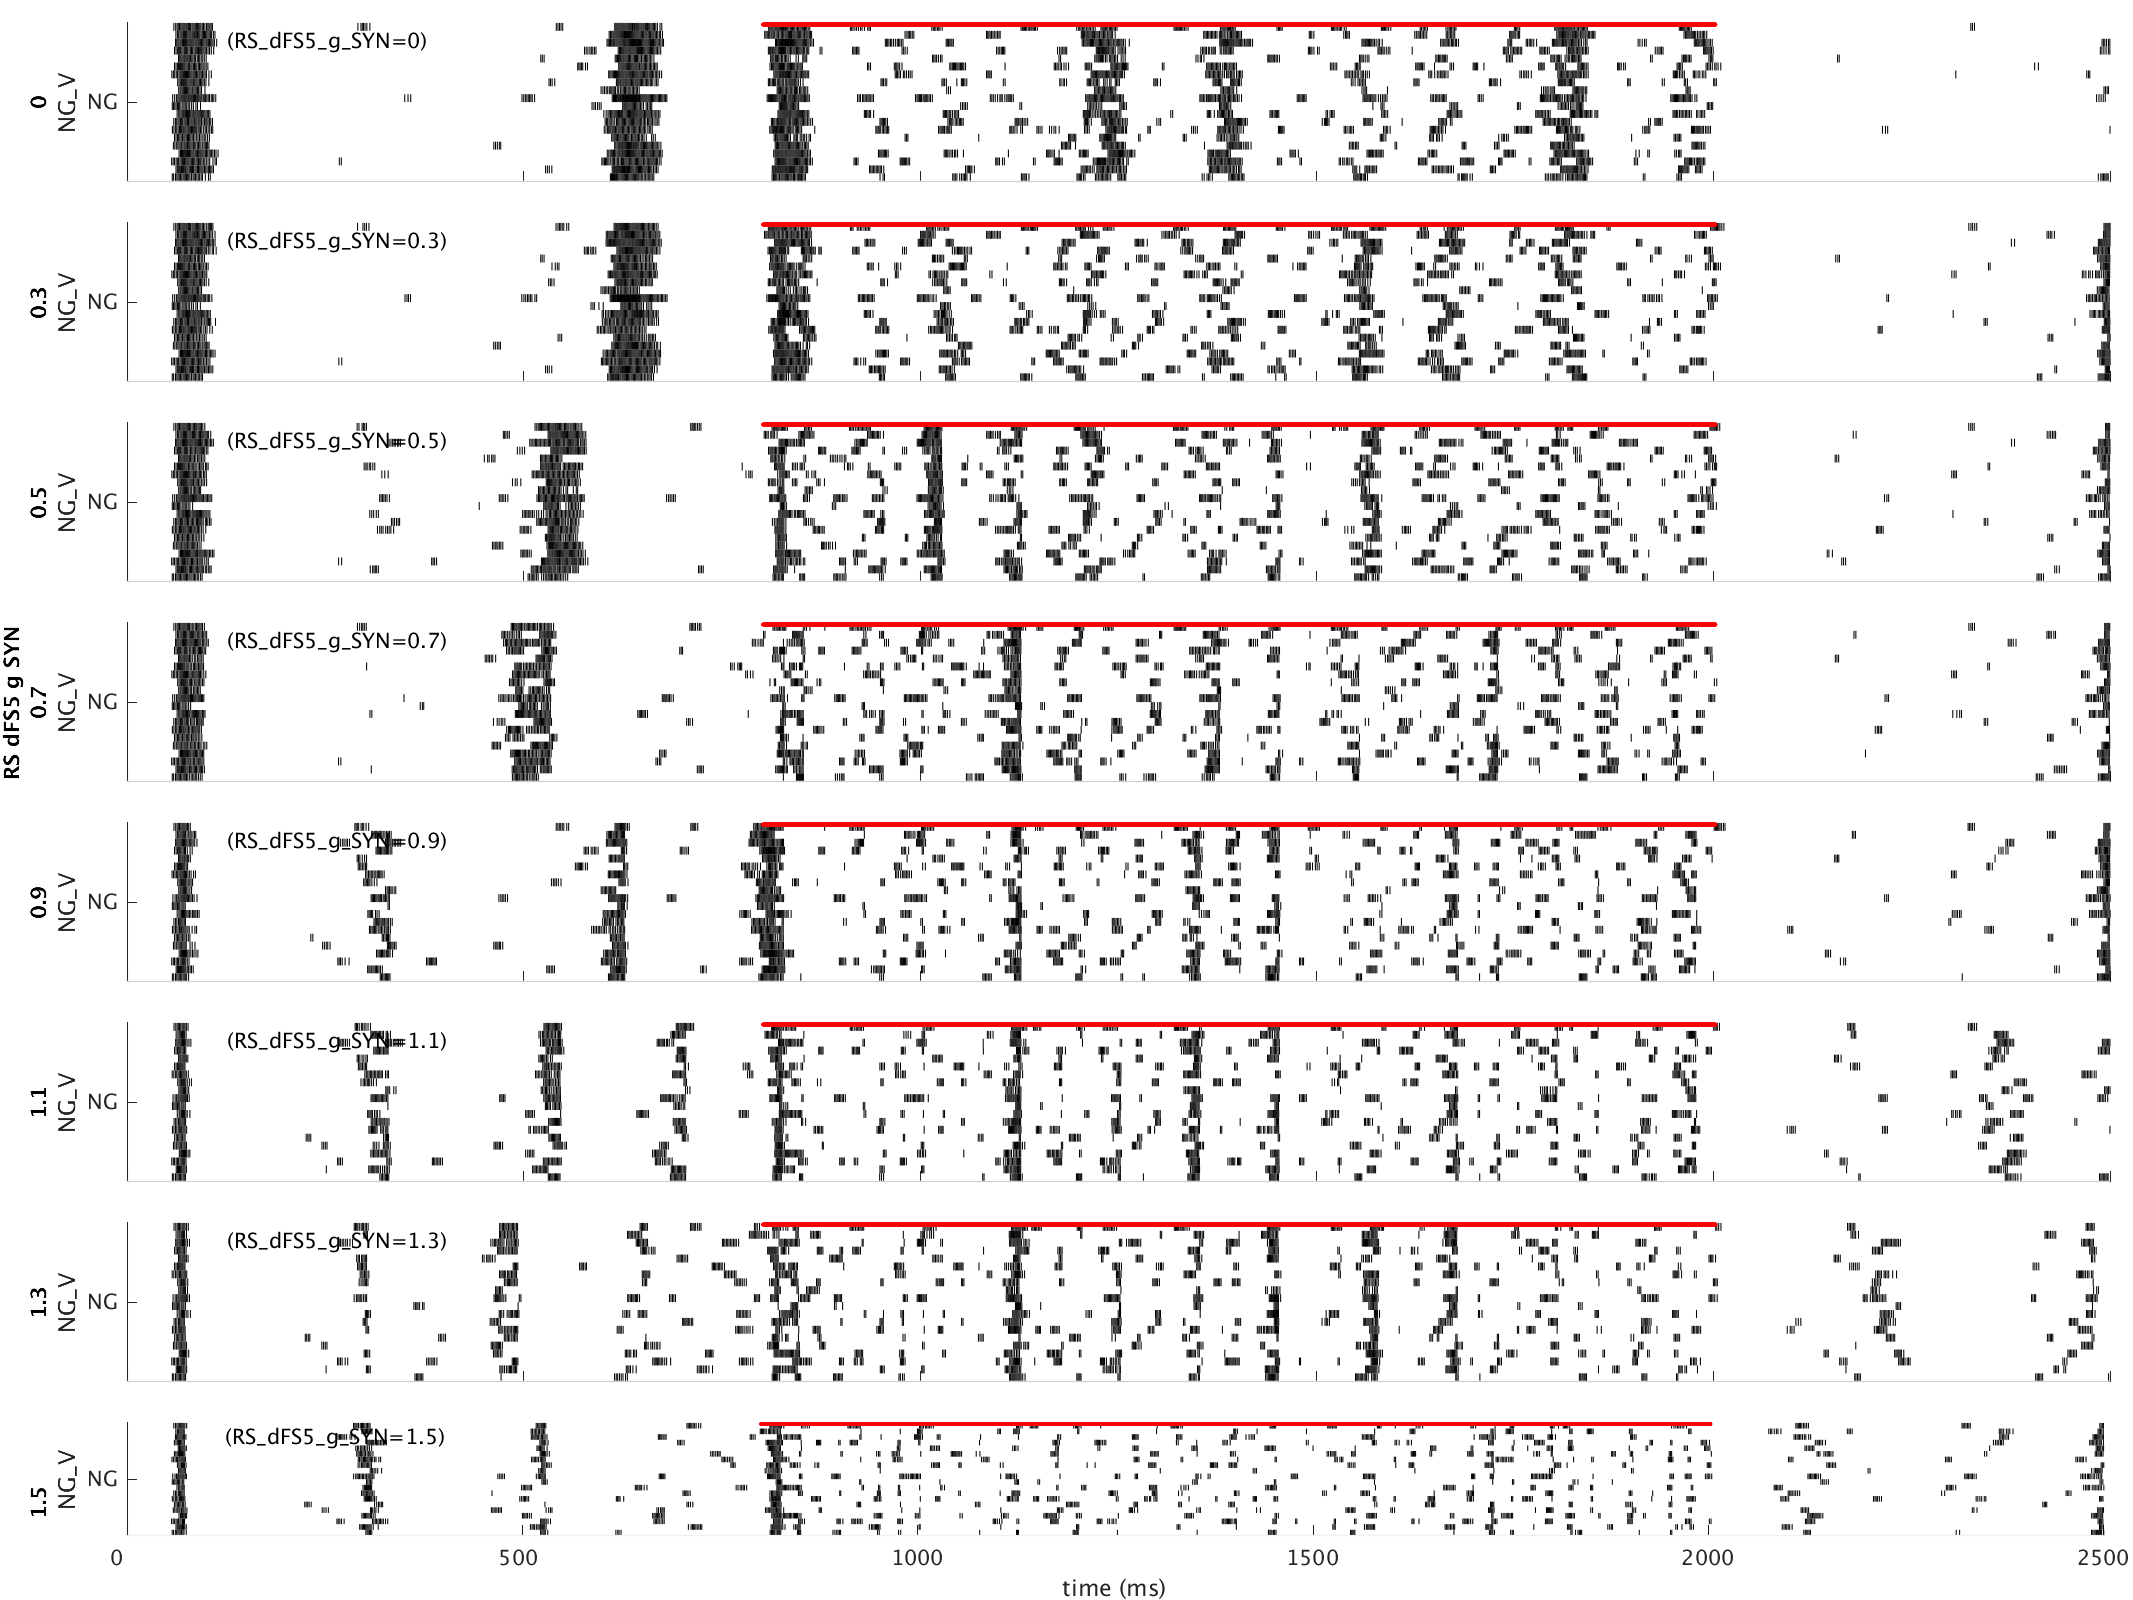 RS dFS5 g SYN
0
NG_V
NG
(RS_dFS5_g_SYN=0)
0.3
NG_V
NG
(RS_dFS5_g_SYN=0.3)
0.5
NG_V
NG
(RS_dFS5_g_SYN=0.5)
0.7
NG_V
NG
(RS_dFS5_g_SYN=0.7)
0.9
NG_V
NG
(RS_dFS5_g_SYN=0.9)
1.1
NG_V
NG
(RS_dFS5_g_SYN=1.1)
1.3
NG_V
NG
(RS_dFS5_g_SYN=1.3)
1.5
NG_V
NG
(RS_dFS5_g_SYN=1.5)
0 500 1000 1500 2000 2500
time (ms)